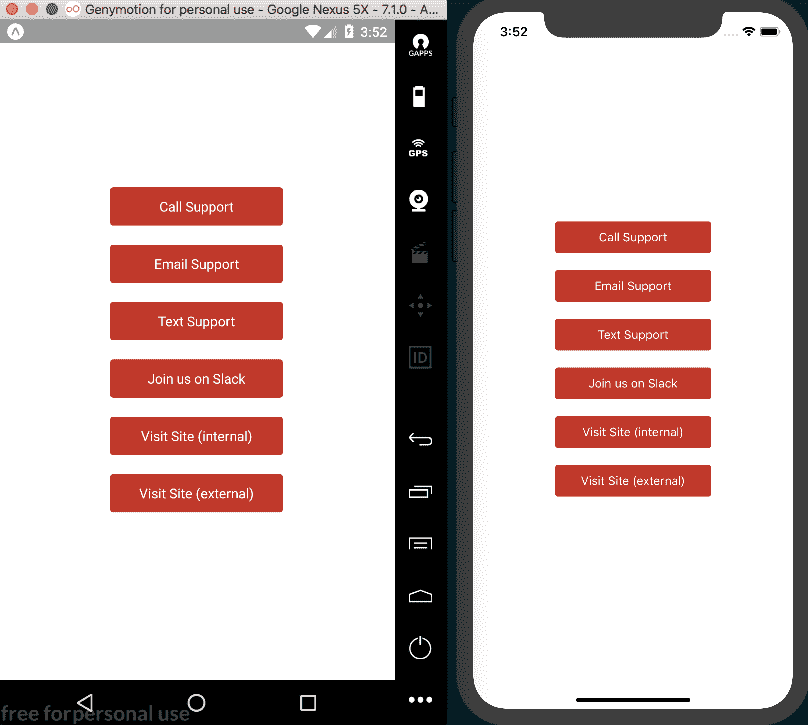 Genymotion for personal use - Google Nexus 5X - 7.1.0 - A...
3:52
GAPPS
GPS
ID
Call Support
Email Support
Text Support
Join us on Slack
Visit Site (internal)
Visit Site (external)
free for personal use
3:52
Call Support
Email Support
Text Support
Join us on Slack
Visit Site (internal)
Visit Site (external)